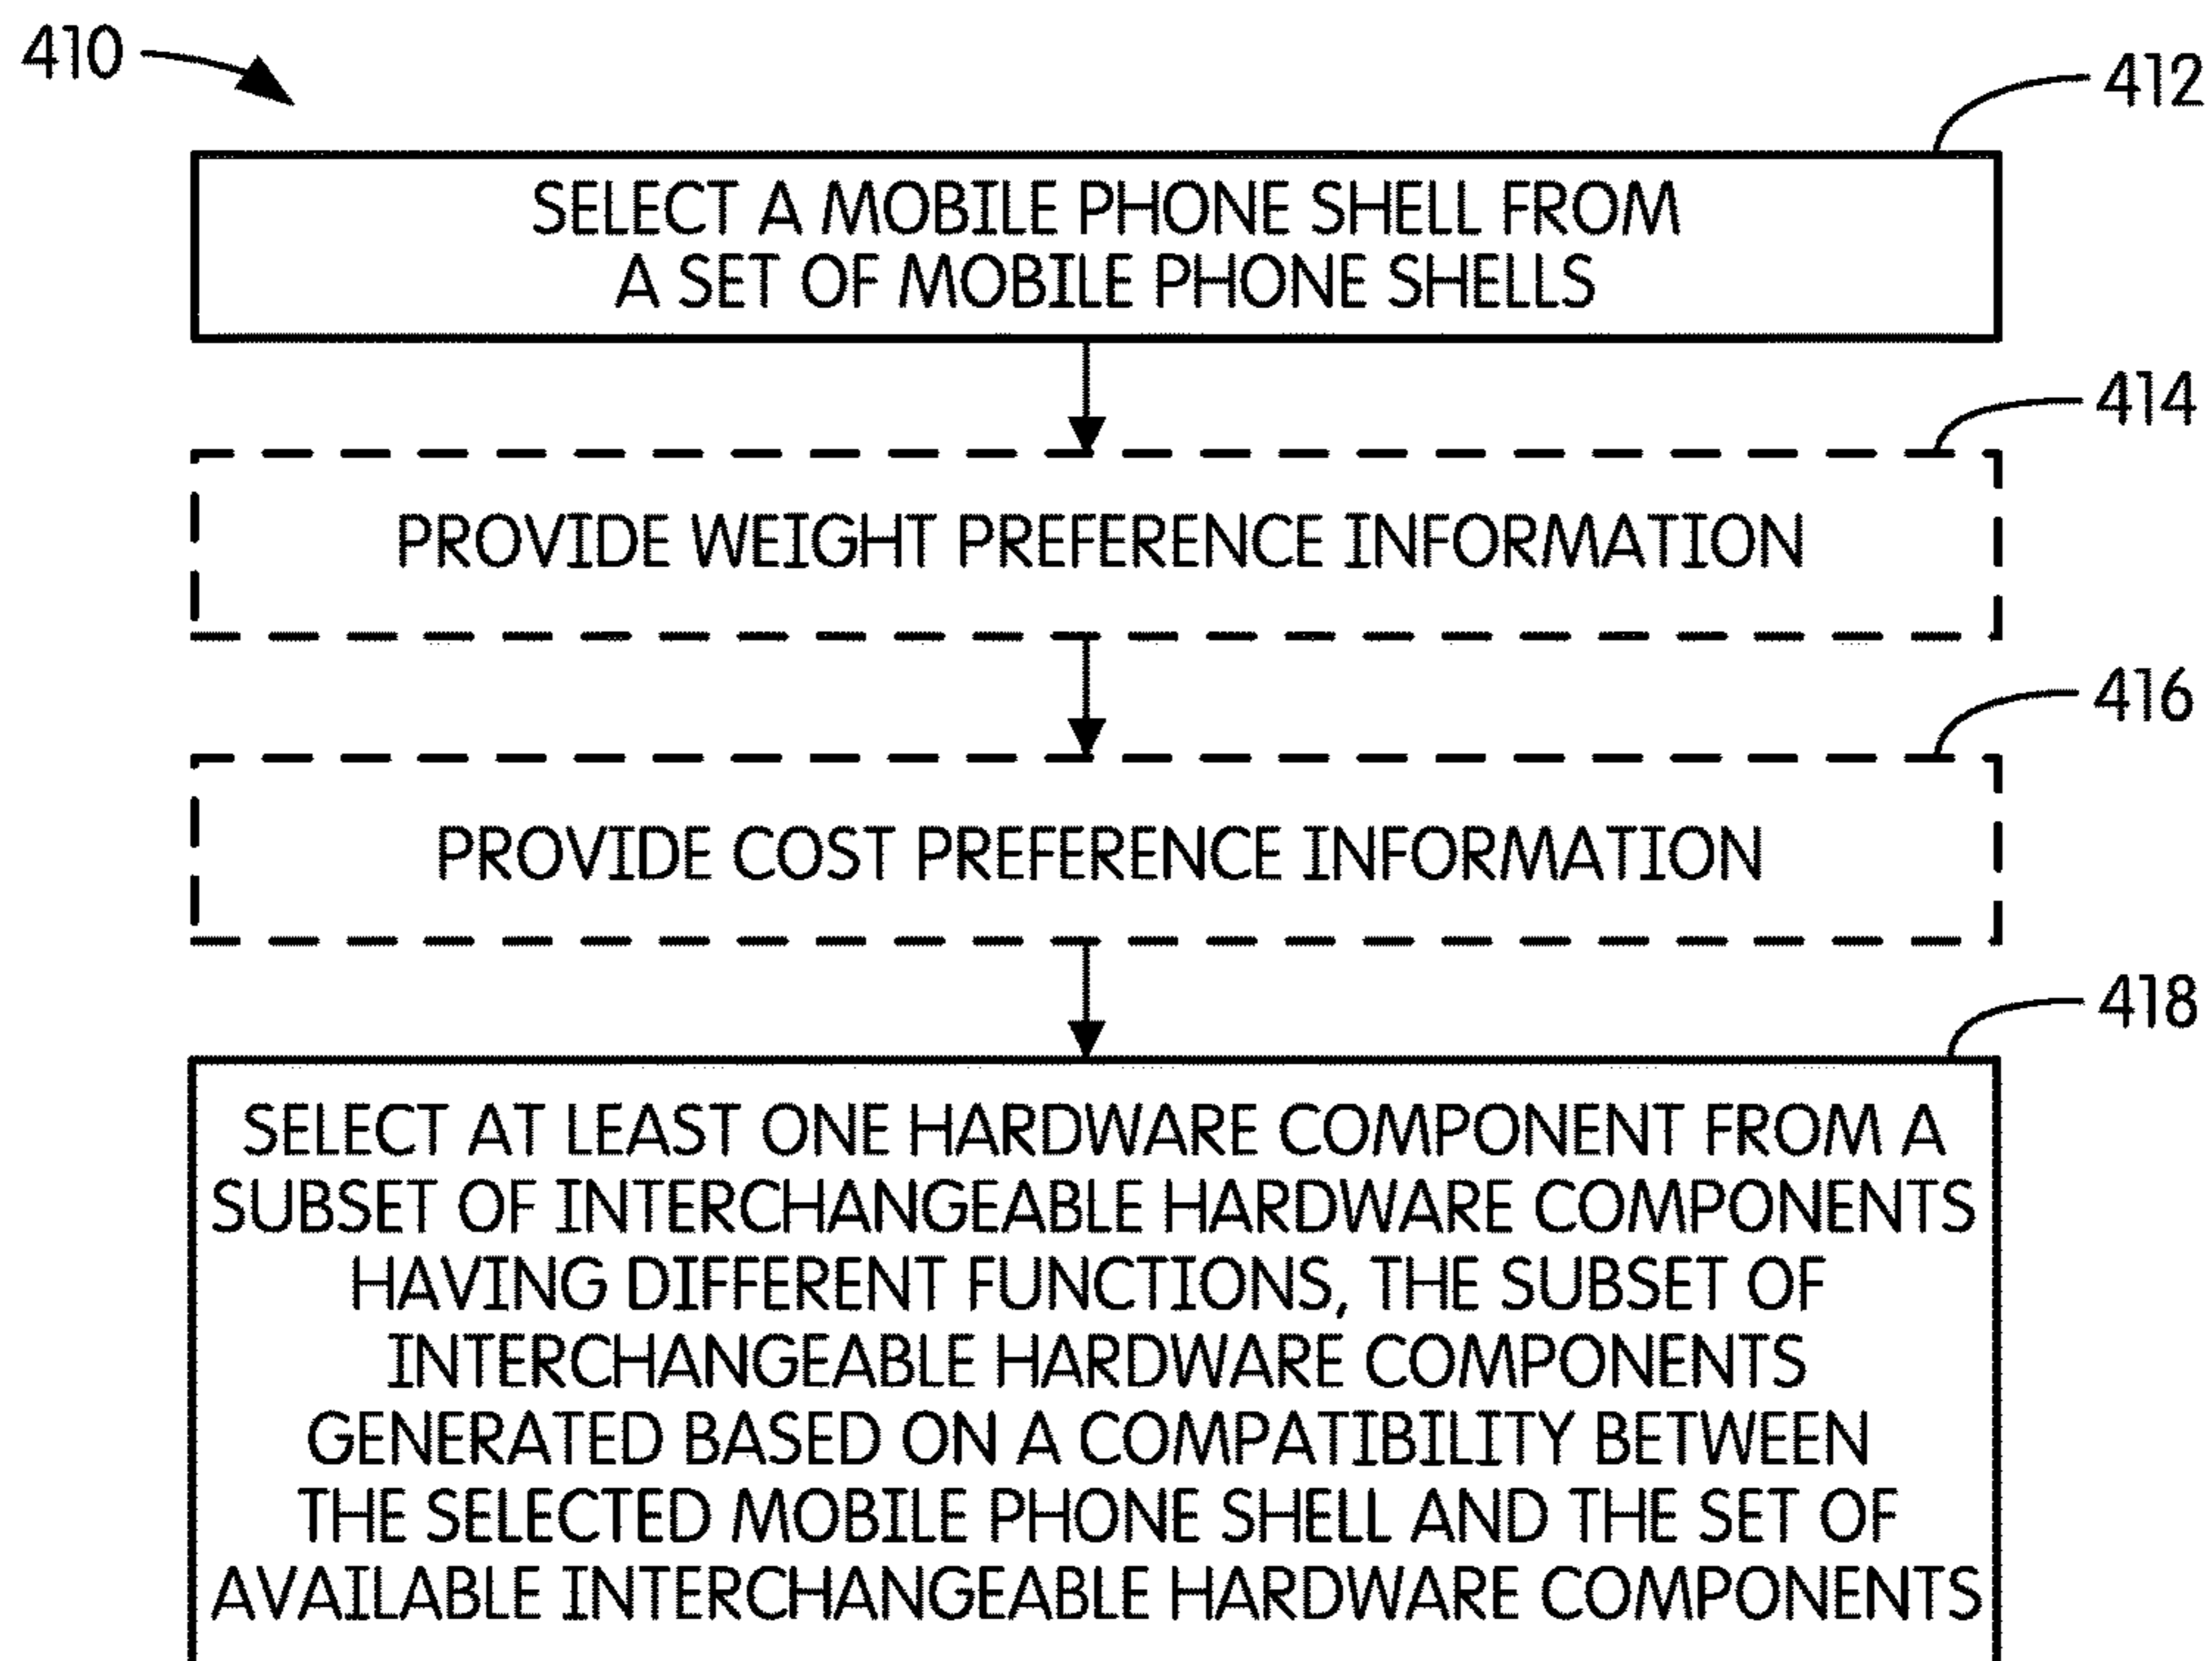 410
412
SELECT A MOBILE PHONE SHELL FROM
A SET OF MOBILE PHONE SHELLS
414
PROVIDE WEIGHT PREFERENCE INFORMATION
416
PROVIDE COST PREFERENCE INFORMATION
418
SELECT AT LEAST ONE HARDWARE COMPONENT FROM A
SUBSET OF INTERCHANGEABLE HARDWARE COMPONENTS
HAVING DIFFERENT FUNCTIONS, THE SUBSET OF
INTERCHANGEABLE HARDWARE COMPONENTS
GENERATED BASED ON A COMPATIBILITY BETWEEN
THE SELECTED MOBILE PHONE SHELL AND THE SET OF
AVAILABLE INTERCHANGEABLE HARDWARE COMPONENTS